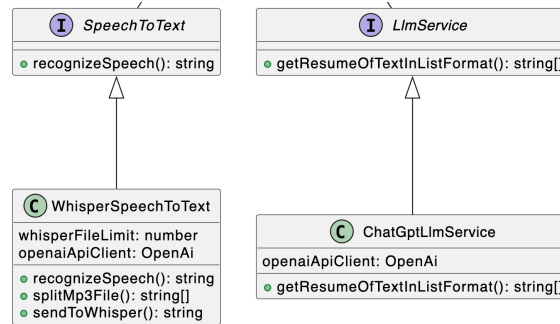 I SpeechToText
recognizeSpeech(): string
I LlmService
getResumeOfTextInListFormat(): string[]
C WhisperSpeechToText
whisperFileLimit: number
openaiApiClient: OpenAi
recognizeSpeech(): string
splitMp3File(): string[]
sendToWhisper(): string
C ChatGptLlmService
openaiApiClient: OpenAi
getResumeOfTextInListFormat(): string[]